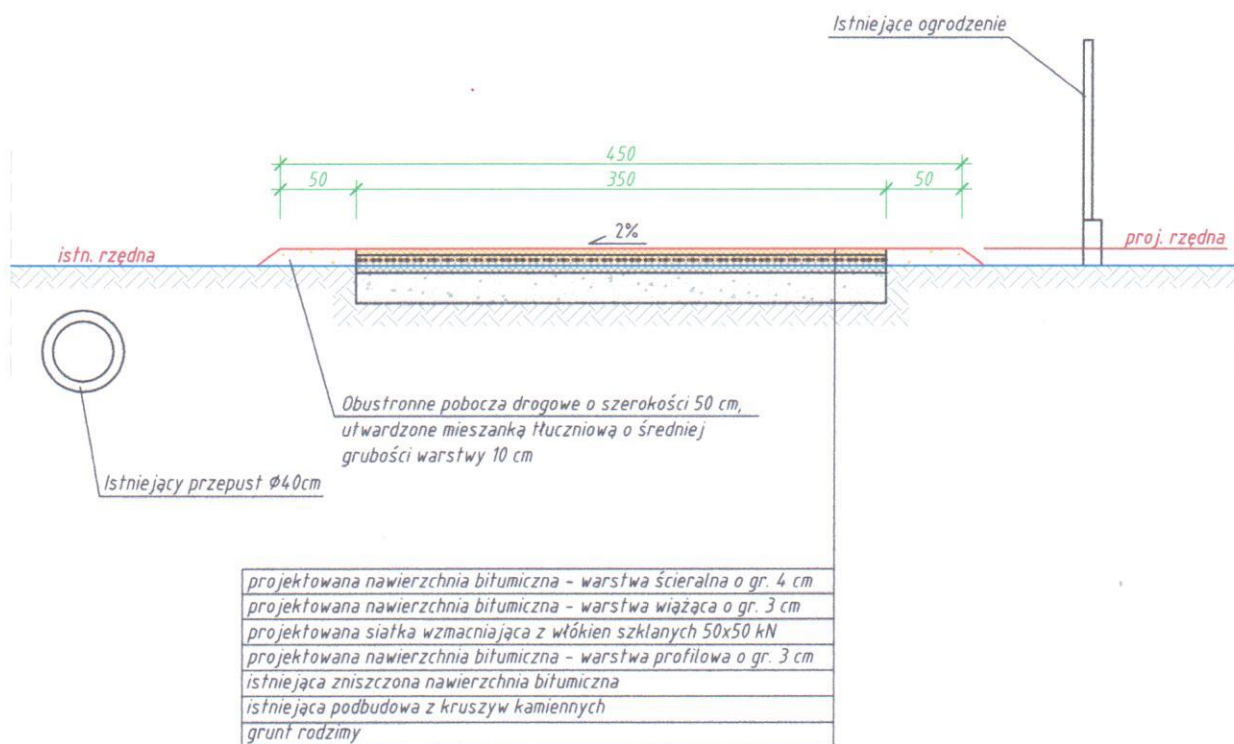 Istniejące ogrodzenie
450
50 350 50
2%
istn. rzędna
proj. rzędna
Obustronne pobocza drogowe o szerokości 50 cm,
utwardzone mieszanką tłuczniową o średniej
grubości warstwy 10 cm
Istniejący przepust Ø40cm
projektowana nawierzchnia bitumiczna - warstwa ścieralna o gr. 4 cm
projektowana nawierzchnia bitumiczna - warstwa wiążąca o gr. 3 cm
projektowana siatka wzmacniająca z włókien szklanych 50x50 kN
projektowana nawierzchnia bitumiczna - warstwa profilowa o gr. 3 cm
istniejąca zniszczona nawierzchnia bitumiczna
istniejąca podbudowa z kruszyw kamiennych
grunt rodzimy